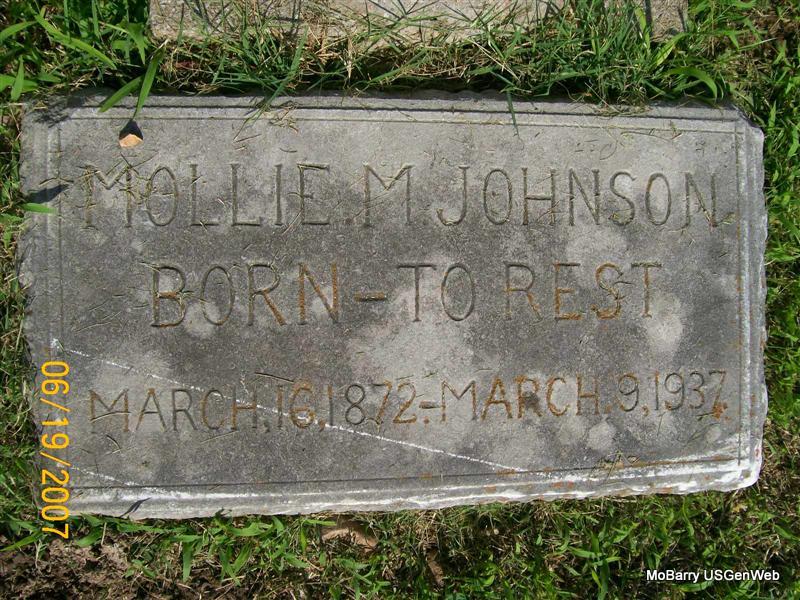 MOLLIE.M.JOHNSON
BORN-TO REST
MARCH.16,1872-MARCH.9,1937.
06/19/2007
MoBarry USGenWeb